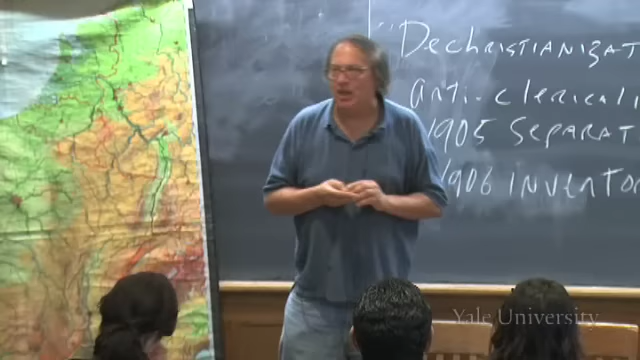 Dechristianizat
anti-clericali
1905 Separat
1906 inventor
Yale University